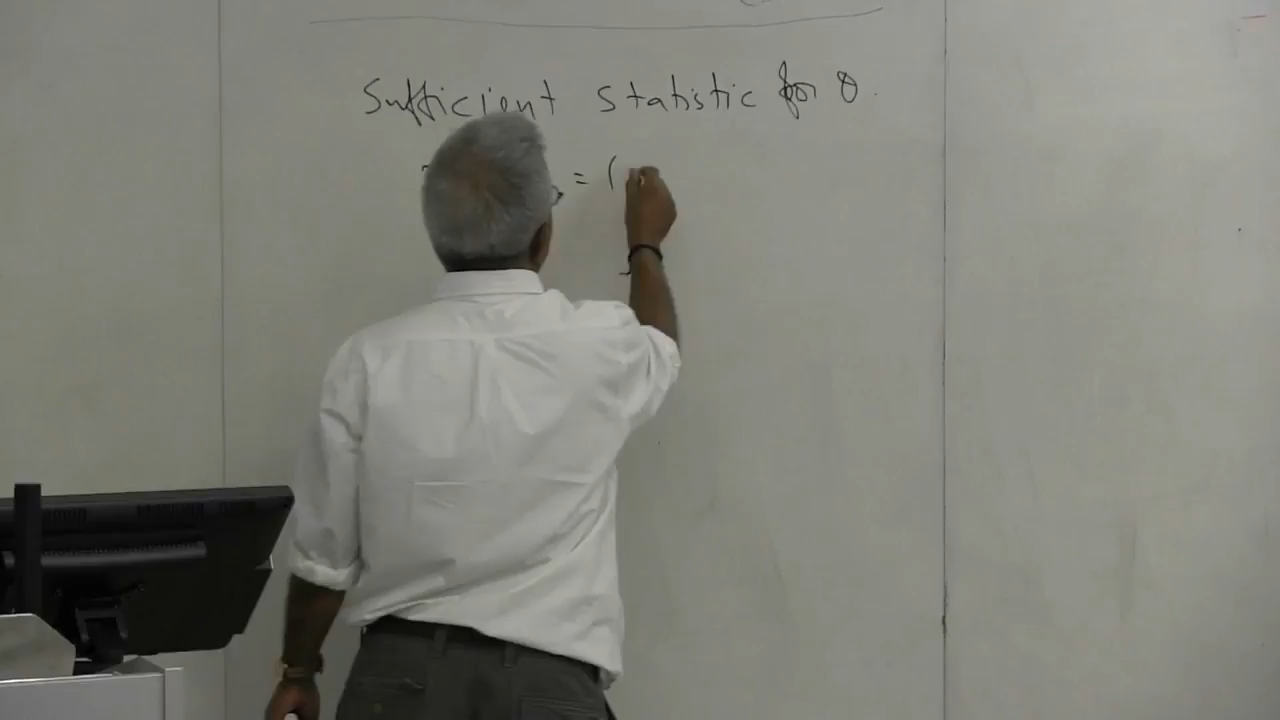 Sufficient Statistic for θ.
= (